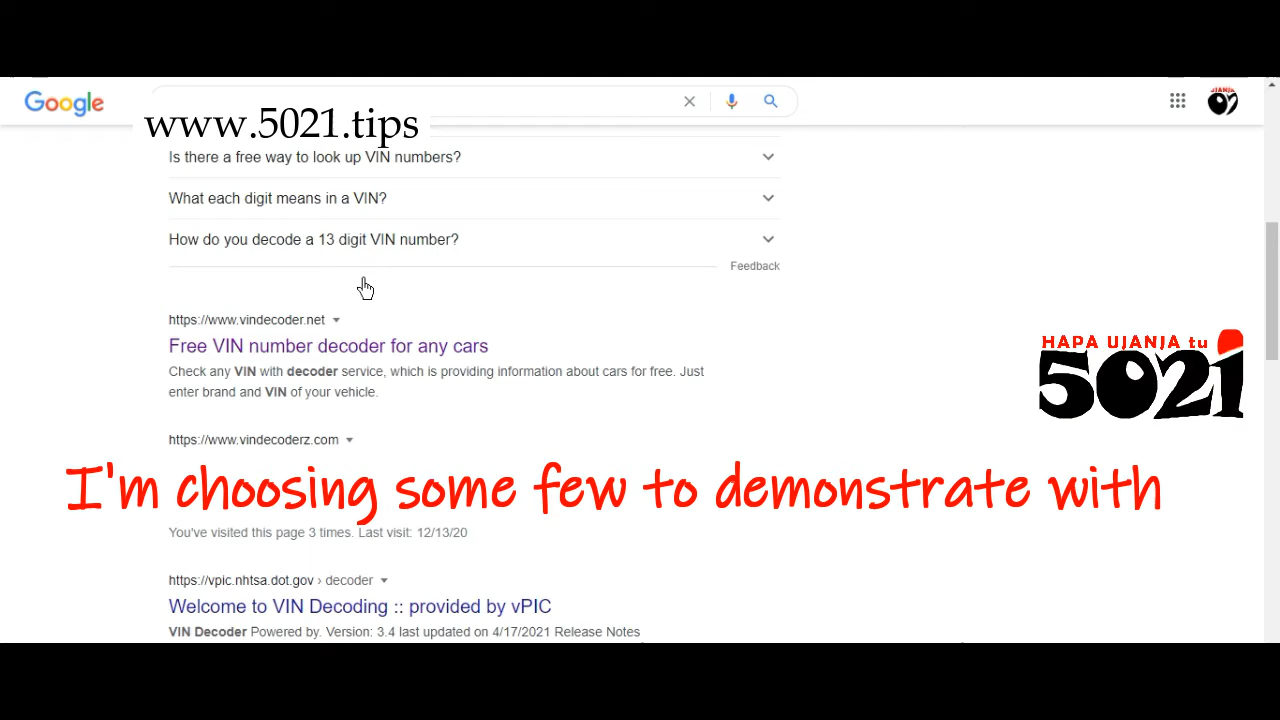 Google
www.5021.tips
Is there a free way to look up VIN numbers?
What each digit means in a VIN?
How do you decode a 13 digit VIN number?
Feedback
https://www.vindecoder.net
Free VIN number decoder for any cars
Check any VIN with decoder service, which is providing information about cars for free. Just
enter brand and VIN of your vehicle.
HAPA UJANJA tu
5021
https://www.vindecoderz.com
I'm choosing some few to demonstrate with
You've visited this page 3 times. Last visit: 12/13/20
https://vpic.nhtsa.dot.gov › decoder
Welcome to VIN Decoding :: provided by vPIC
VIN Decoder Powered by. Version: 3.4 last updated on 4/17/2021 Release Notes